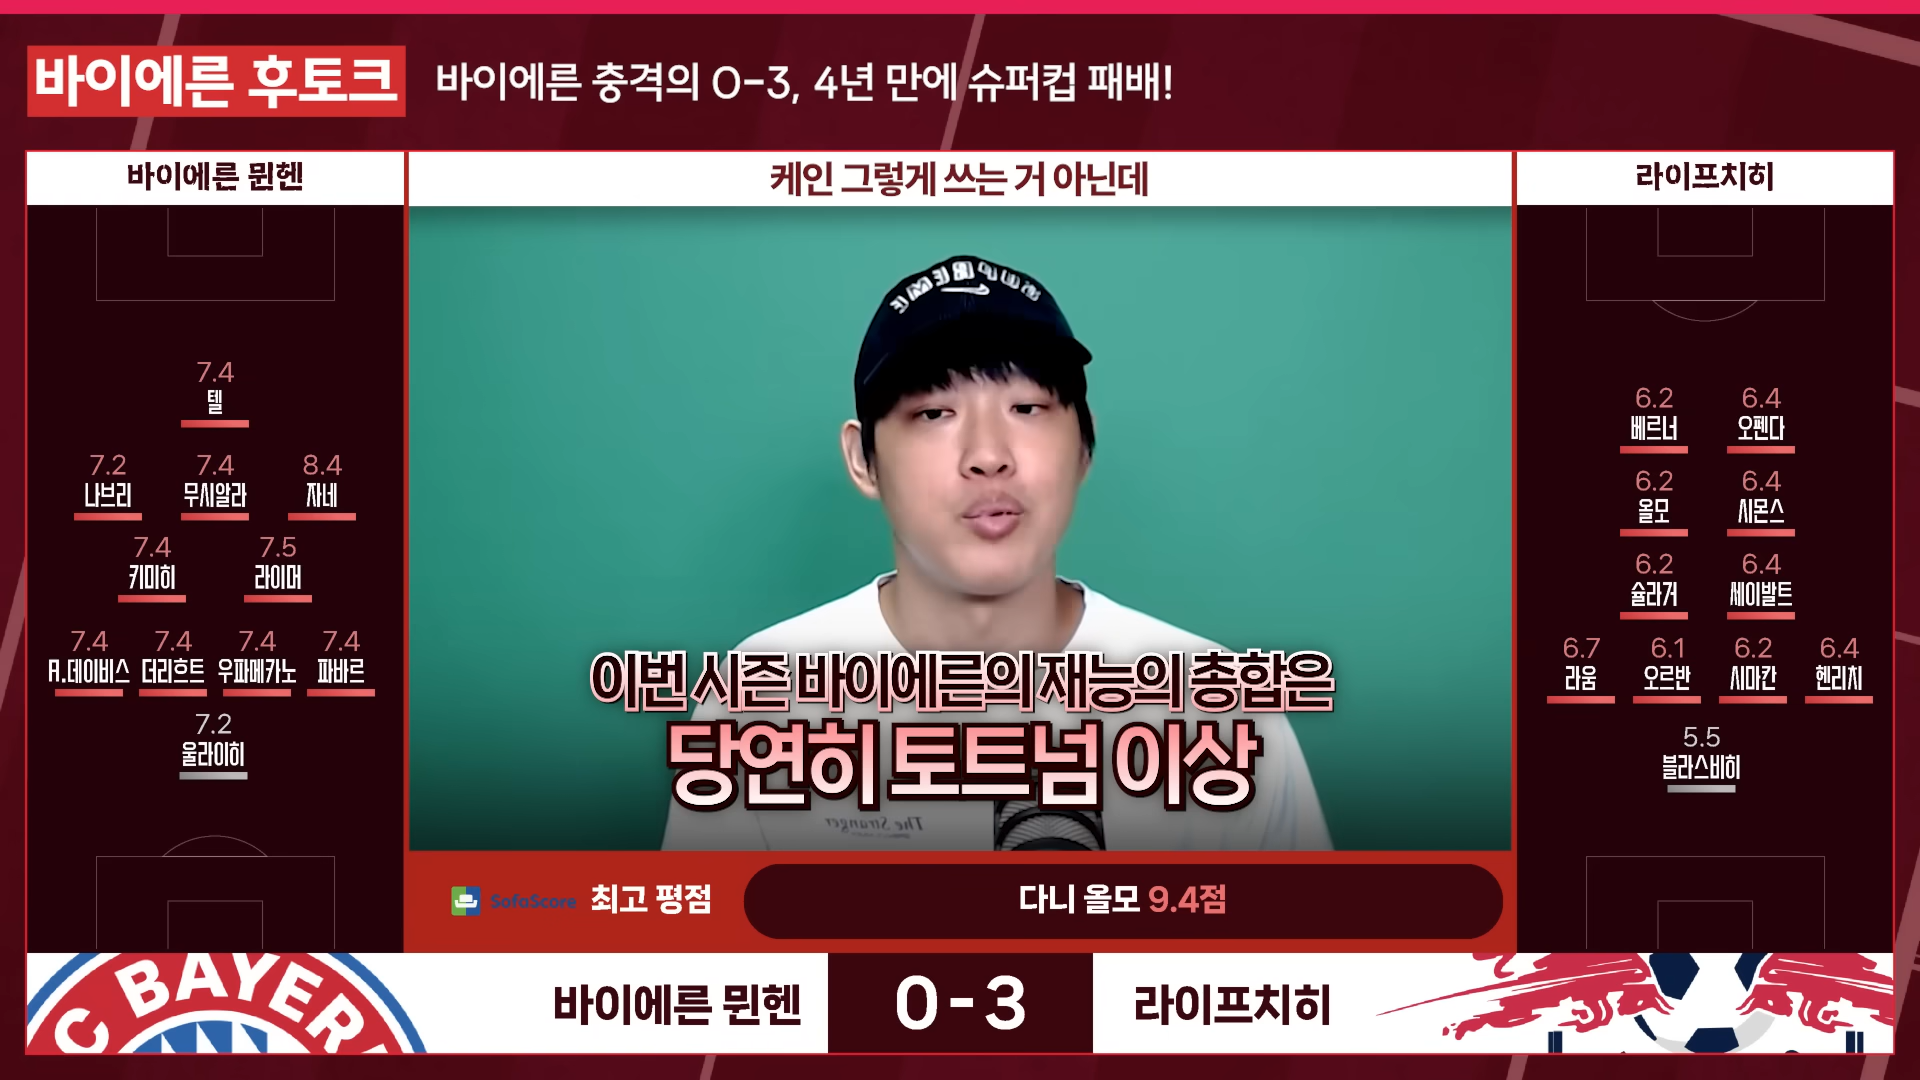 바이에른 후토크
바이에른 충격의 0-3, 4년 만에 슈퍼컵 패배!
바이에른 뮌헨
케인 그렇게 쓰는 거 아닌데
라이프치히
7.4
텔
7.2 7.4 8.4
나브리 무시알라 자네
7.4 7.5
키미히 라이머
7.4 7.4 7.4 7.4
A.데이비스 더리흐트 우파메카노 파바르
7.2
울라이히
SUPREME
이번 시즌 바이에른의 재능의 총합은
당연히 토트넘 이상
The Stranger
6.2 6.4
베르너 오펜다
6.2 6.4
올모 시몬스
6.2 6.4
슐라거 세이발트
6.7 6.1 6.2 6.4
라움 오르반 시마칸 헨리치
5.5
블라스비히
SofaScore 최고 평점 다니 올모 9.4점
C BAYER
바이에른 뮌헨 0-3 라이프치히